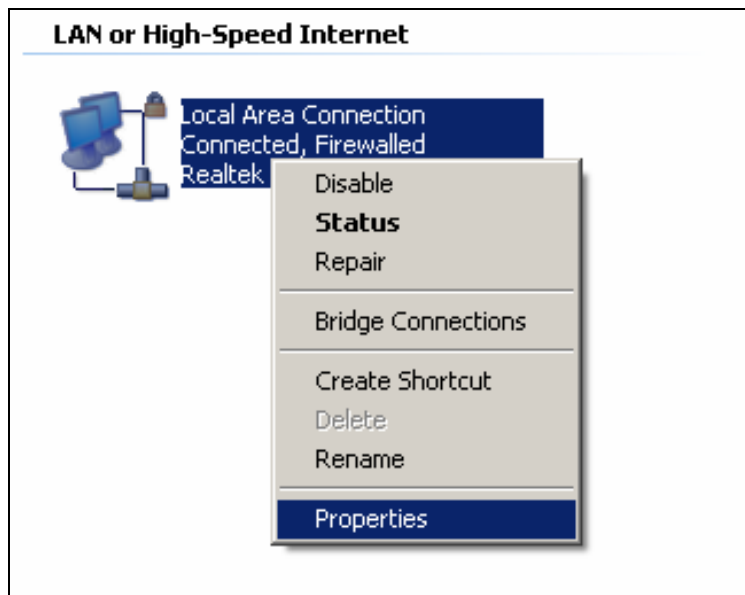 LAN or High-Speed Internet
Local Area Connection
Connected, Firewalled
Realtek
Disable
Status
Repair
Bridge Connections
Create Shortcut
Delete
Rename
Properties